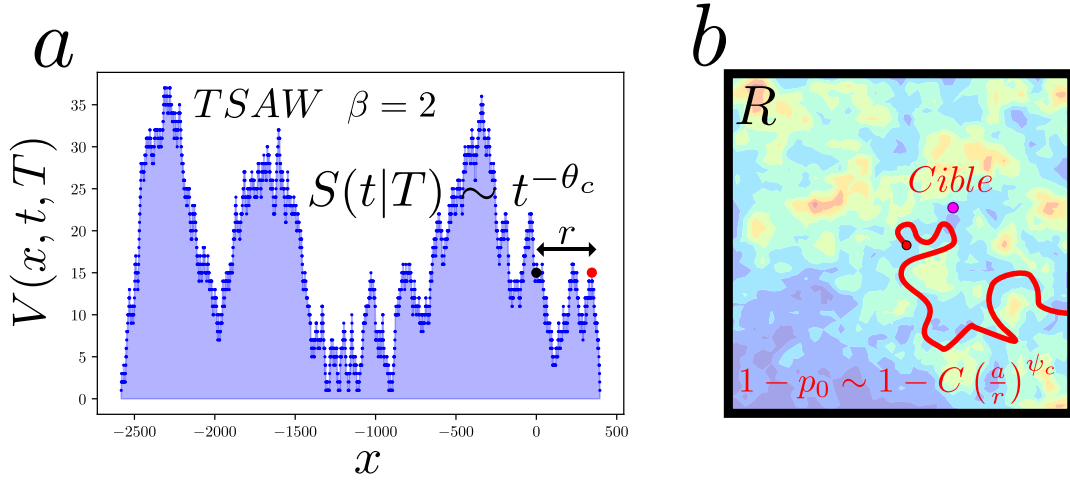 a
TSAW β = 2
S(t|T) ∼ t^{-θ_c}
r
V(x, t, T)
35
30
25
20
15
10
5
0
−2500 −2000 −1500 −1000 −500 0 500
x
b
R
Cible
1 − p_0 ∼ 1 − C (a/r)^{ψ_c}